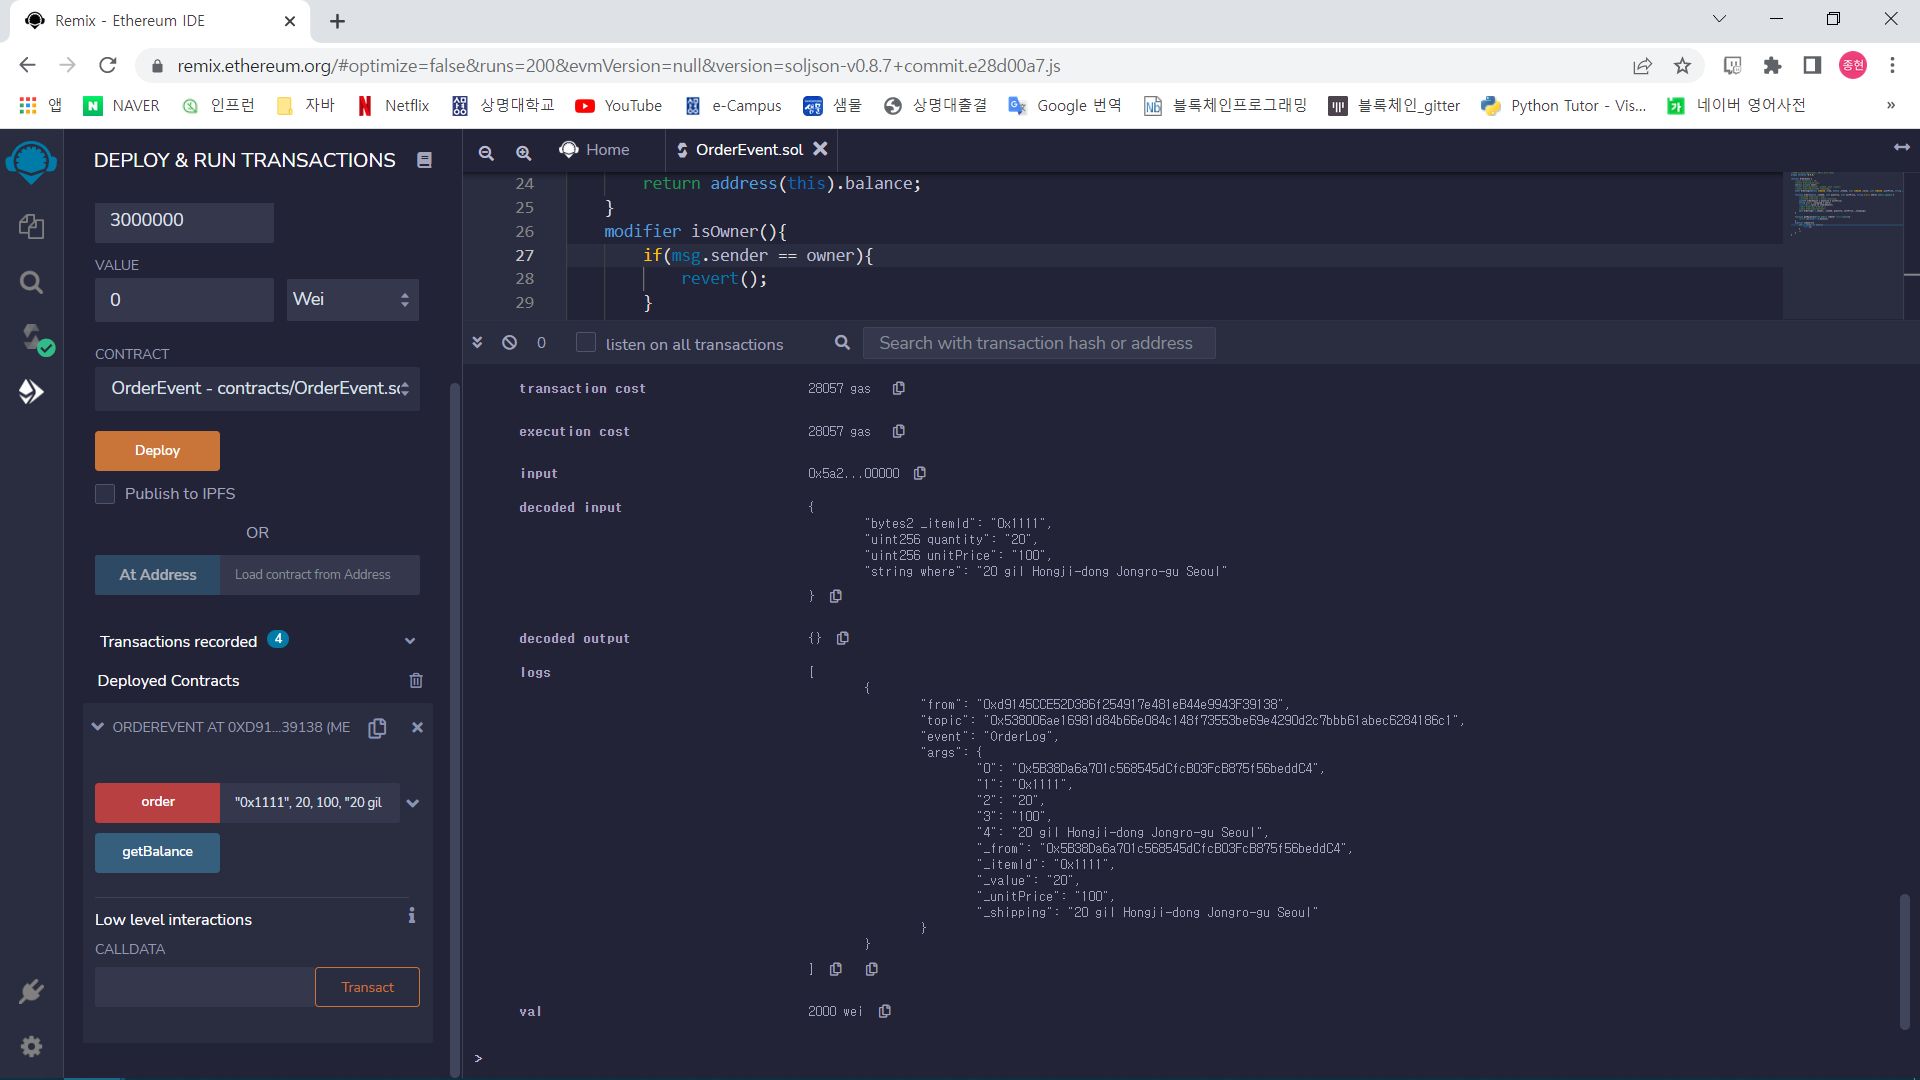 Remix - Ethereum IDE
remix.ethereum.org/#optimize=false&runs=200&evmVersion=null&version=soljson-v0.8.7+commit.e28d00a7.js
종현
앱 NAVER 인프런 자바 Netflix 상명대학교 YouTube e-Campus 샘물 상명대출결 Google 번역 블록체인프로그래밍 블록체인_gitter Python Tutor - Vis... 네이버 영어사전 »
DEPLOY & RUN TRANSACTIONS
3000000
VALUE
0 Wei
CONTRACT
OrderEvent - contracts/OrderEvent.sc
Deploy
Publish to IPFS
OR
At Address Load contract from Address
Transactions recorded 4
Deployed Contracts
ORDEREVENT AT 0XD91...39138 (ME
order "0x1111", 20, 100, "20 gil
getBalance
Low level interactions
CALLDATA
Transact
Home OrderEvent.sol
24 return address(this).balance;
25 }
26 modifier isOwner(){
27 if(msg.sender == owner){
28 revert();
29 }
0 listen on all transactions Search with transaction hash or address
transaction cost 28057 gas
execution cost 28057 gas
input 0x5a2...00000
decoded input {
"bytes2 _itemId": "0x1111",
"uint256 quantity": "20",
"uint256 unitPrice": "100",
"string where": "20 gil Hongji-dong Jongro-gu Seoul"
}
decoded output {}
logs [
{
"from": "0xd9145CCE52D386f254917e481eB44e9943F39138",
"topic": "0x538006ae16981d84b66e084c148f73553be69e4290d2c7bbb61abec6284186c1",
"event": "OrderLog",
"args": {
"0": "0x5B38Da6a701c568545dCfcB03FcB875f56beddC4",
"1": "0x1111",
"2": "20",
"3": "100",
"4": "20 gil Hongji-dong Jongro-gu Seoul",
"_from": "0x5B38Da6a701c568545dCfcB03FcB875f56beddC4",
"_itemId": "0x1111",
"_value": "20",
"_unitPrice": "100",
"_shipping": "20 gil Hongji-dong Jongro-gu Seoul"
}
}
]
val 2000 wei
>